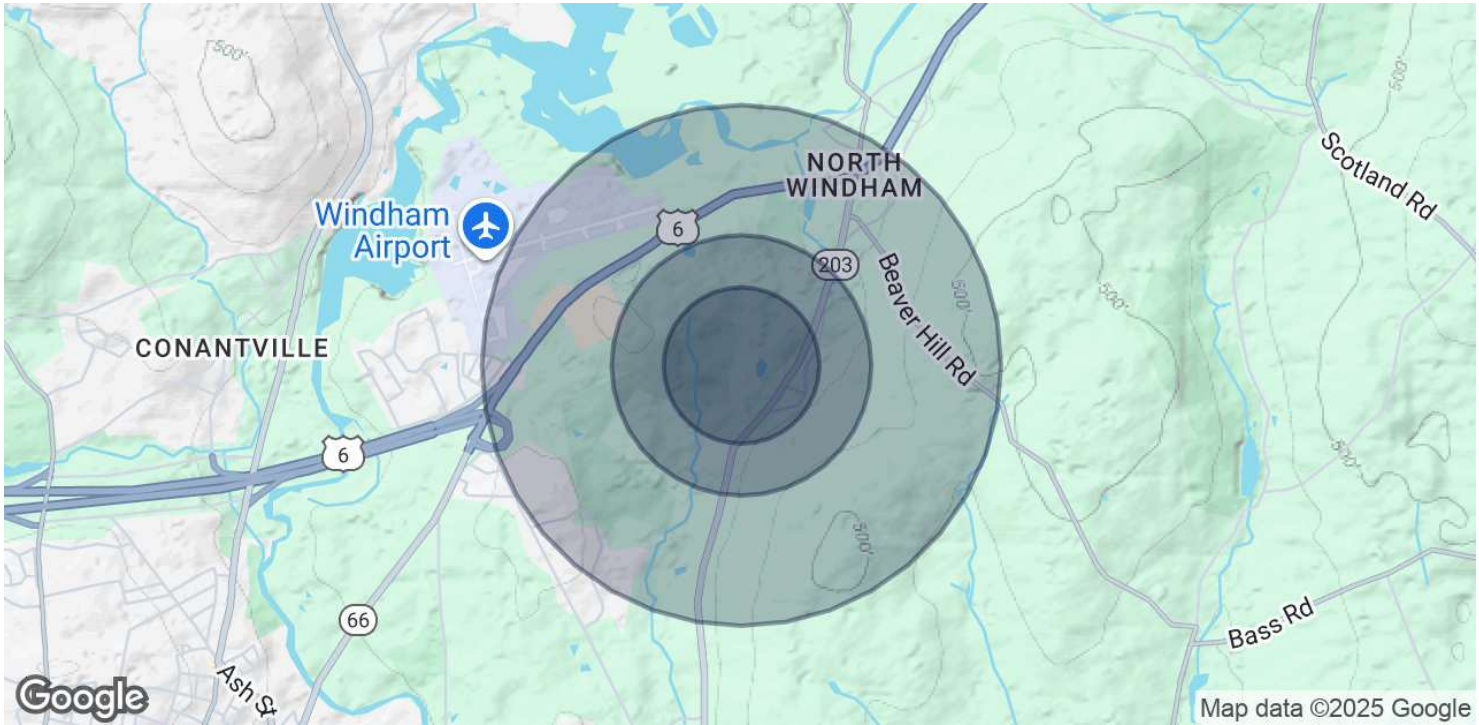 500'
500'
Scotland Rd
NORTH
WINDHAM
Windham
Airport
6
203
Beaver Hill Rd
500'
500'
CONANTVILLE
6
500'
500'
66
Bass Rd
Ash St
Google
Map data ©2025 Google